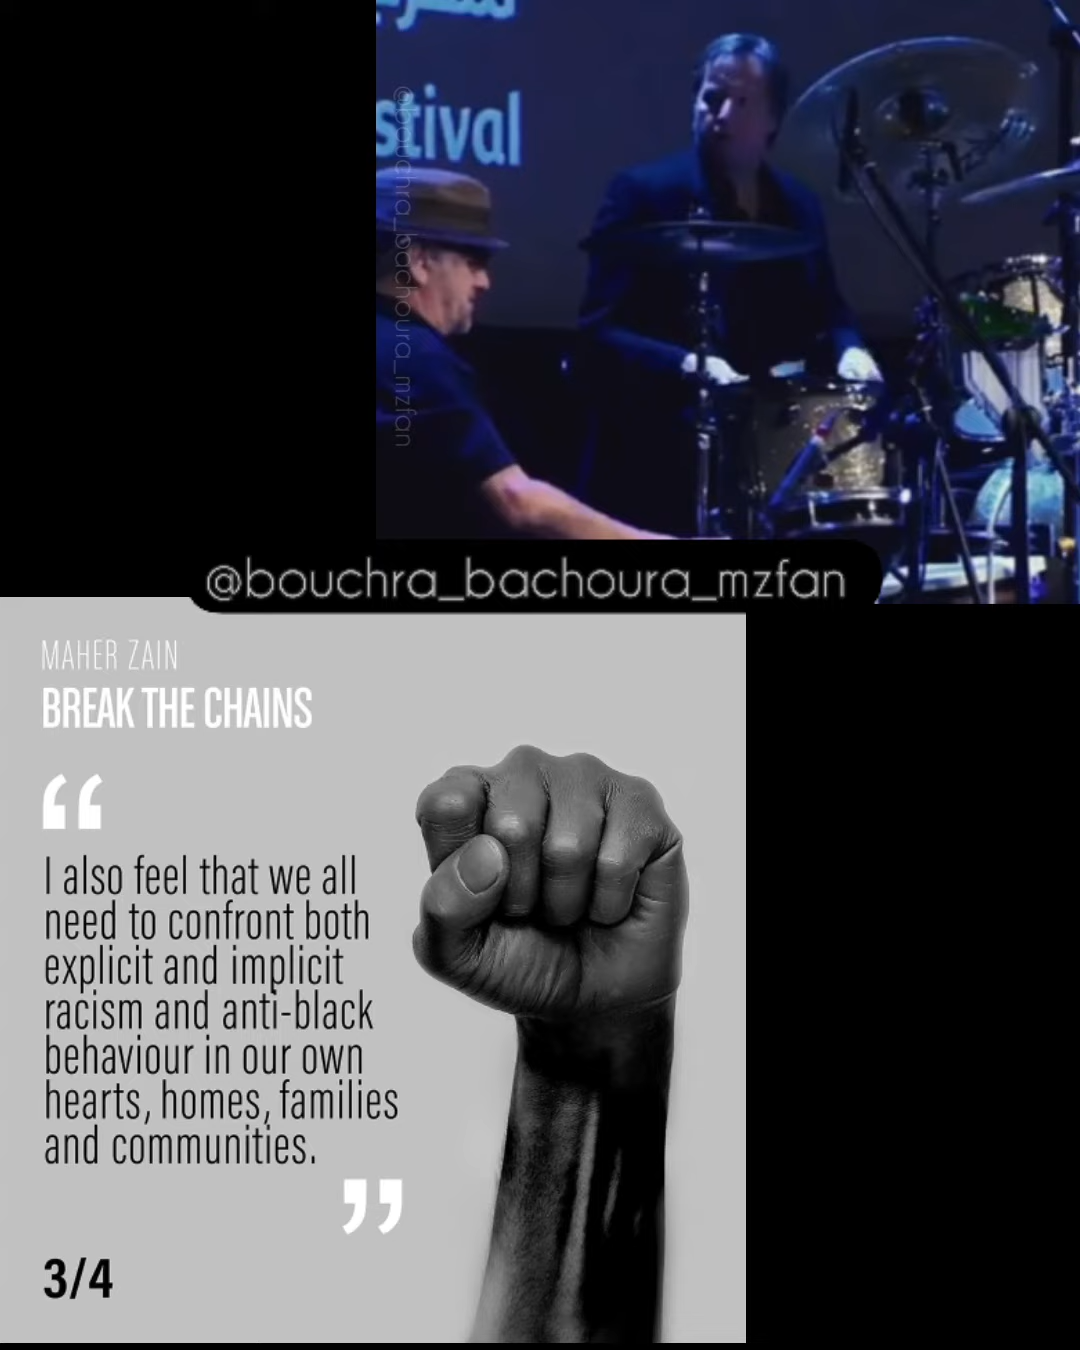 stival
@bouchra_bachoura_mzfan
@bouchra_bachoura_mzfan
MAHER ZAIN
BREAK THE CHAINS
“
I also feel that we all
need to confront both
explicit and implicit
racism and anti-black
behaviour in our own
hearts, homes, families
and communities.
”
3/4